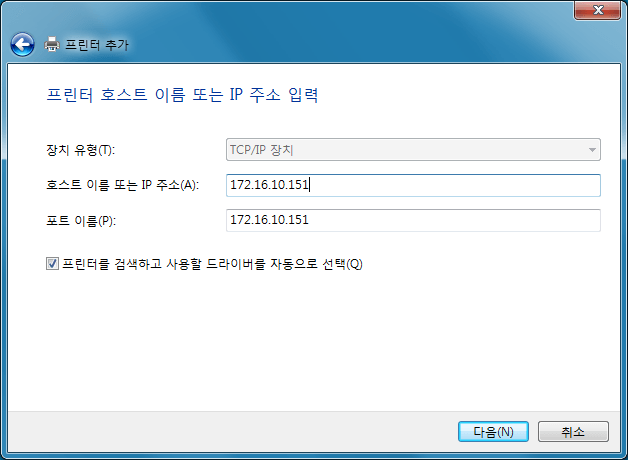 프린터 추가
프린터 호스트 이름 또는 IP 주소 입력
장치 유형(T): TCP/IP 장치
호스트 이름 또는 IP 주소(A): 172.16.10.151
포트 이름(P): 172.16.10.151
프린터를 검색하고 사용할 드라이버를 자동으로 선택(Q)
다음(N) 취소